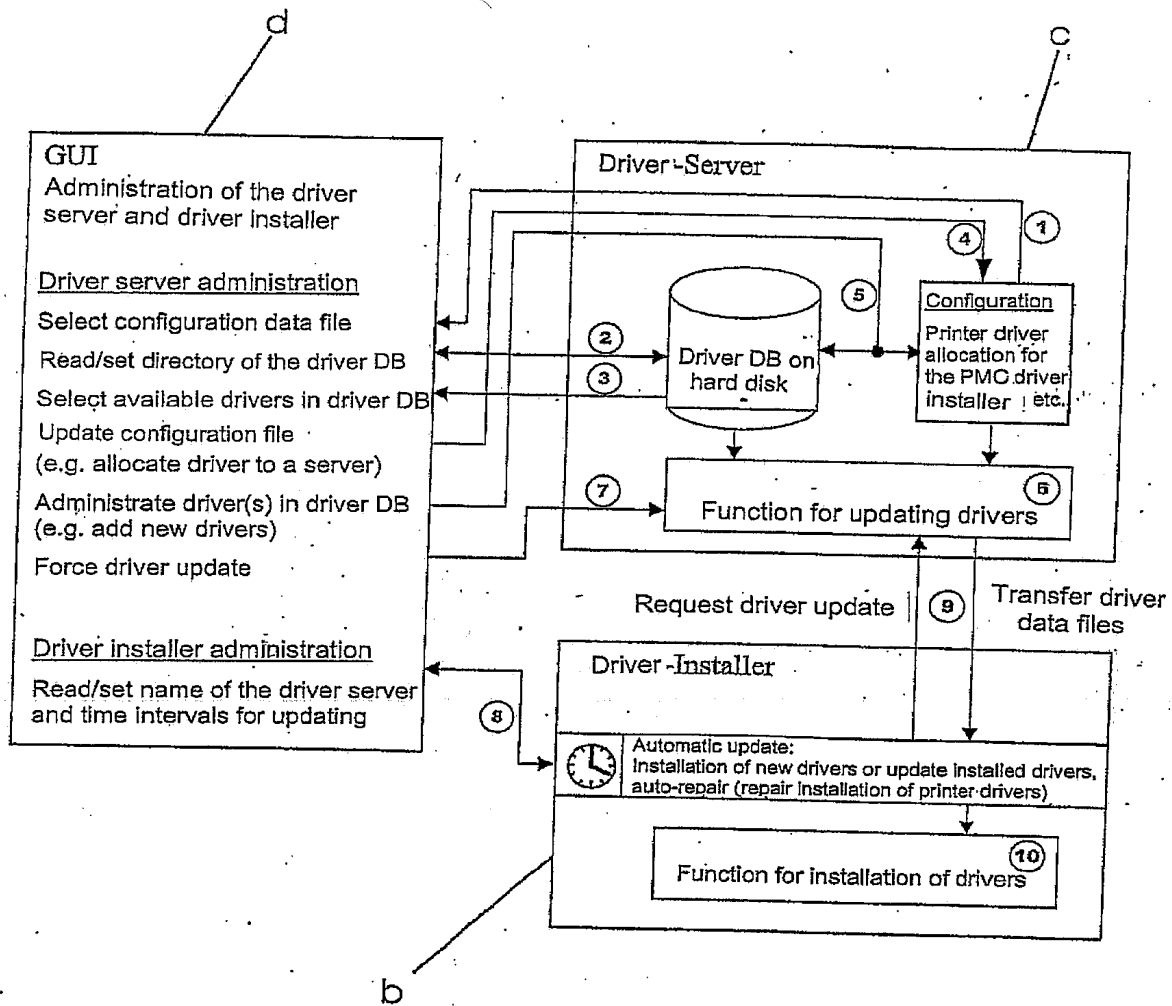 d
c
GUI
Administration of the driver
server and driver installer
Driver server administration
Select configuration data file
Read/set directory of the driver DB
Select available drivers in driver DB
Update configuration file
(e.g. allocate driver to a server)
Administrate driver(s) in driver DB
(e.g. add new drivers)
Force driver update
Driver installer administration
Read/set name of the driver server
and time intervals for updating
Driver-Server
1
4
5
2
3
Driver DB on
hard disk
Configuration
Printer driver
allocation for
the PMC driver
installer etc.
7
6
Function for updating drivers
Request driver update
9
Transfer driver
data files
8
Driver-Installer
Automatic update:
Installation of new drivers or update installed drivers,
auto-repair (repair installation of printer drivers)
10
Function for installation of drivers
b